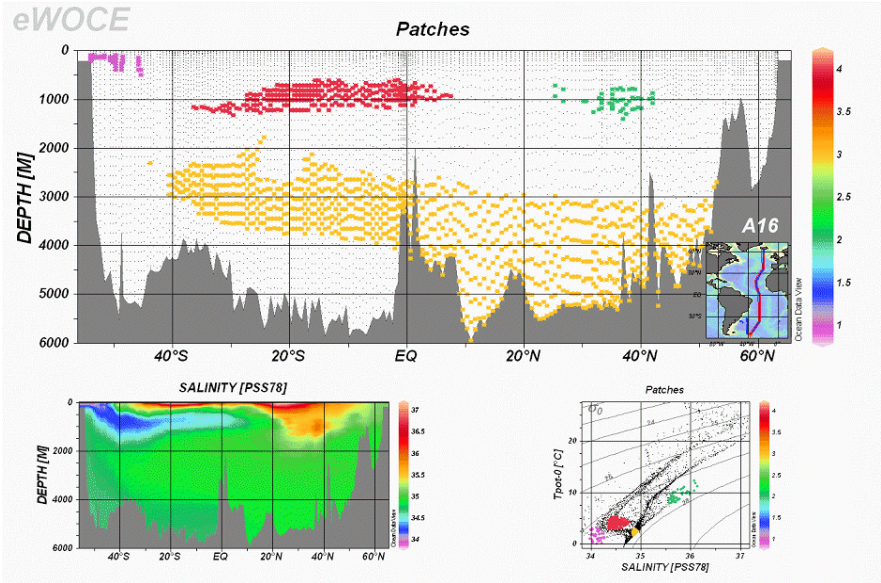 eWOCE
Patches
0
1000
2000
3000
4000
5000
6000
DEPTH [M]
40°S
20°S
EQ
20°N
40°N
60°N
A16
4
3.5
3
2.5
2
1.5
1
Ocean Data View
SALINITY [PSS78]
0
2000
4000
6000
DEPTH [M]
40°S
20°S
EQ
20°N
40°N
60°N
37
36.5
36
35.5
35
34.5
34
Ocean Data View
Patches
σ0
20
10
0
Tpot-0 [°C]
34
35
36
37
SALINITY [PSS78]
4
3.5
3
2.5
2
1.5
1
Ocean Data View